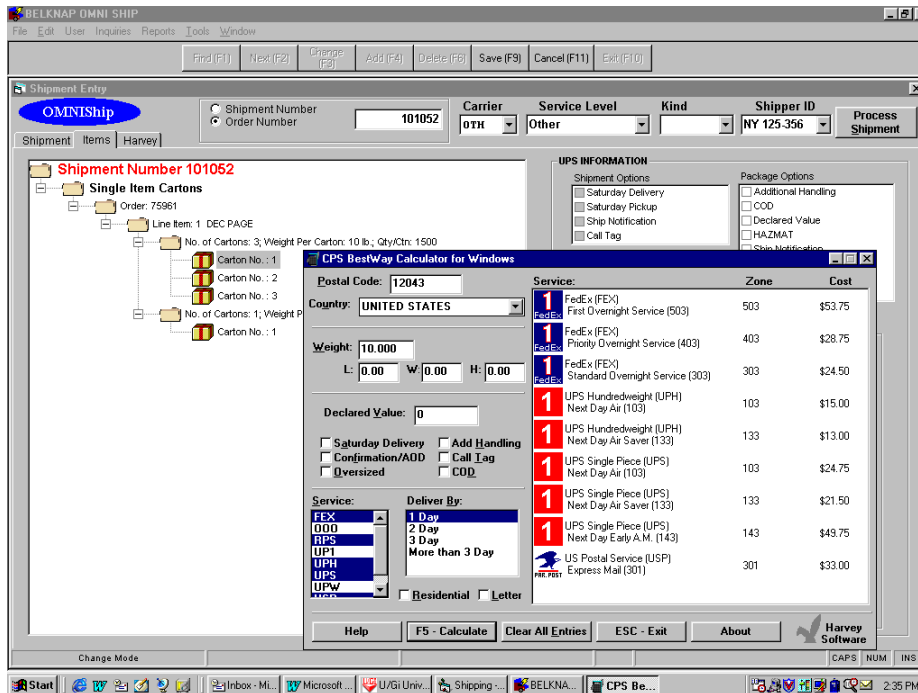 BELKNAP OMNI SHIP
File Edit User Inquiries Reports Tools Window
Find (F1) Next (F2) Change (F3) Add (F4) Delete (F6) Save (F9) Cancel (F11) Exit (F10)
Shipment Entry
OMNIShip
Shipment Number
Order Number
101052
Carrier Service Level Kind Shipper ID
OTH Other NY 125-356
Process Shipment
Shipment Items Harvey
Shipment Number 101052
Single Item Cartons
Order: 75961
Line Item: 1 DEC PAGE
No. of Cartons: 3; Weight Per Carton: 10 lb.; Qty/Ctn: 1500
Carton No. : 1
Carton No. : 2
Carton No. : 3
No. of Cartons: 1; Weight P
Carton No. : 1
UPS INFORMATION
Shipment Options
Saturday Delivery
Saturday Pickup
Ship Notification
Call Tag
Package Options
Additional Handling
COD
Declared Value
HAZMAT
Ship Notification
CPS BestWay Calculator for Windows
Postal Code: 12043
Country: UNITED STATES
Weight: 10.000
L: 0.00 W: 0.00 H: 0.00
Declared Value: 0
Saturday Delivery Add Handling
Confirmation/AOD Call Tag
Oversized COD
Service:
FEX
OOO
RPS
UP1
UPH
UPS
UPW
USP
Deliver By:
1 Day
2 Day
3 Day
More than 3 Day
Residential Letter
Service: Zone Cost
1 FedEx FedEx (FEX)
First Overnight Service (503) 503 $53.75
1 FedEx FedEx (FEX)
Priority Overnight Service (403) 403 $28.75
1 FedEx FedEx (FEX)
Standard Overnight Service (303) 303 $24.50
1 UPS Hundredweight (UPH)
Next Day Air (103) 103 $15.00
1 UPS Hundredweight (UPH)
Next Day Air Saver (133) 133 $13.00
1 UPS Single Piece (UPS)
Next Day Air (103) 103 $24.75
1 UPS Single Piece (UPS)
Next Day Air Saver (133) 133 $21.50
1 UPS Single Piece (UPS)
Next Day Early A.M. (143) 143 $49.75
PAR. POST US Postal Service (USP)
Express Mail (301) 301 $33.00
Help F5 - Calculate Clear All Entries ESC - Exit About
Harvey Software
Change Mode CAPS NUM INS
Start Inbox - Mi... Microsoft ... U/Gi Univ... Shipping -... BELKNA... CPS Be... 2:35 PM